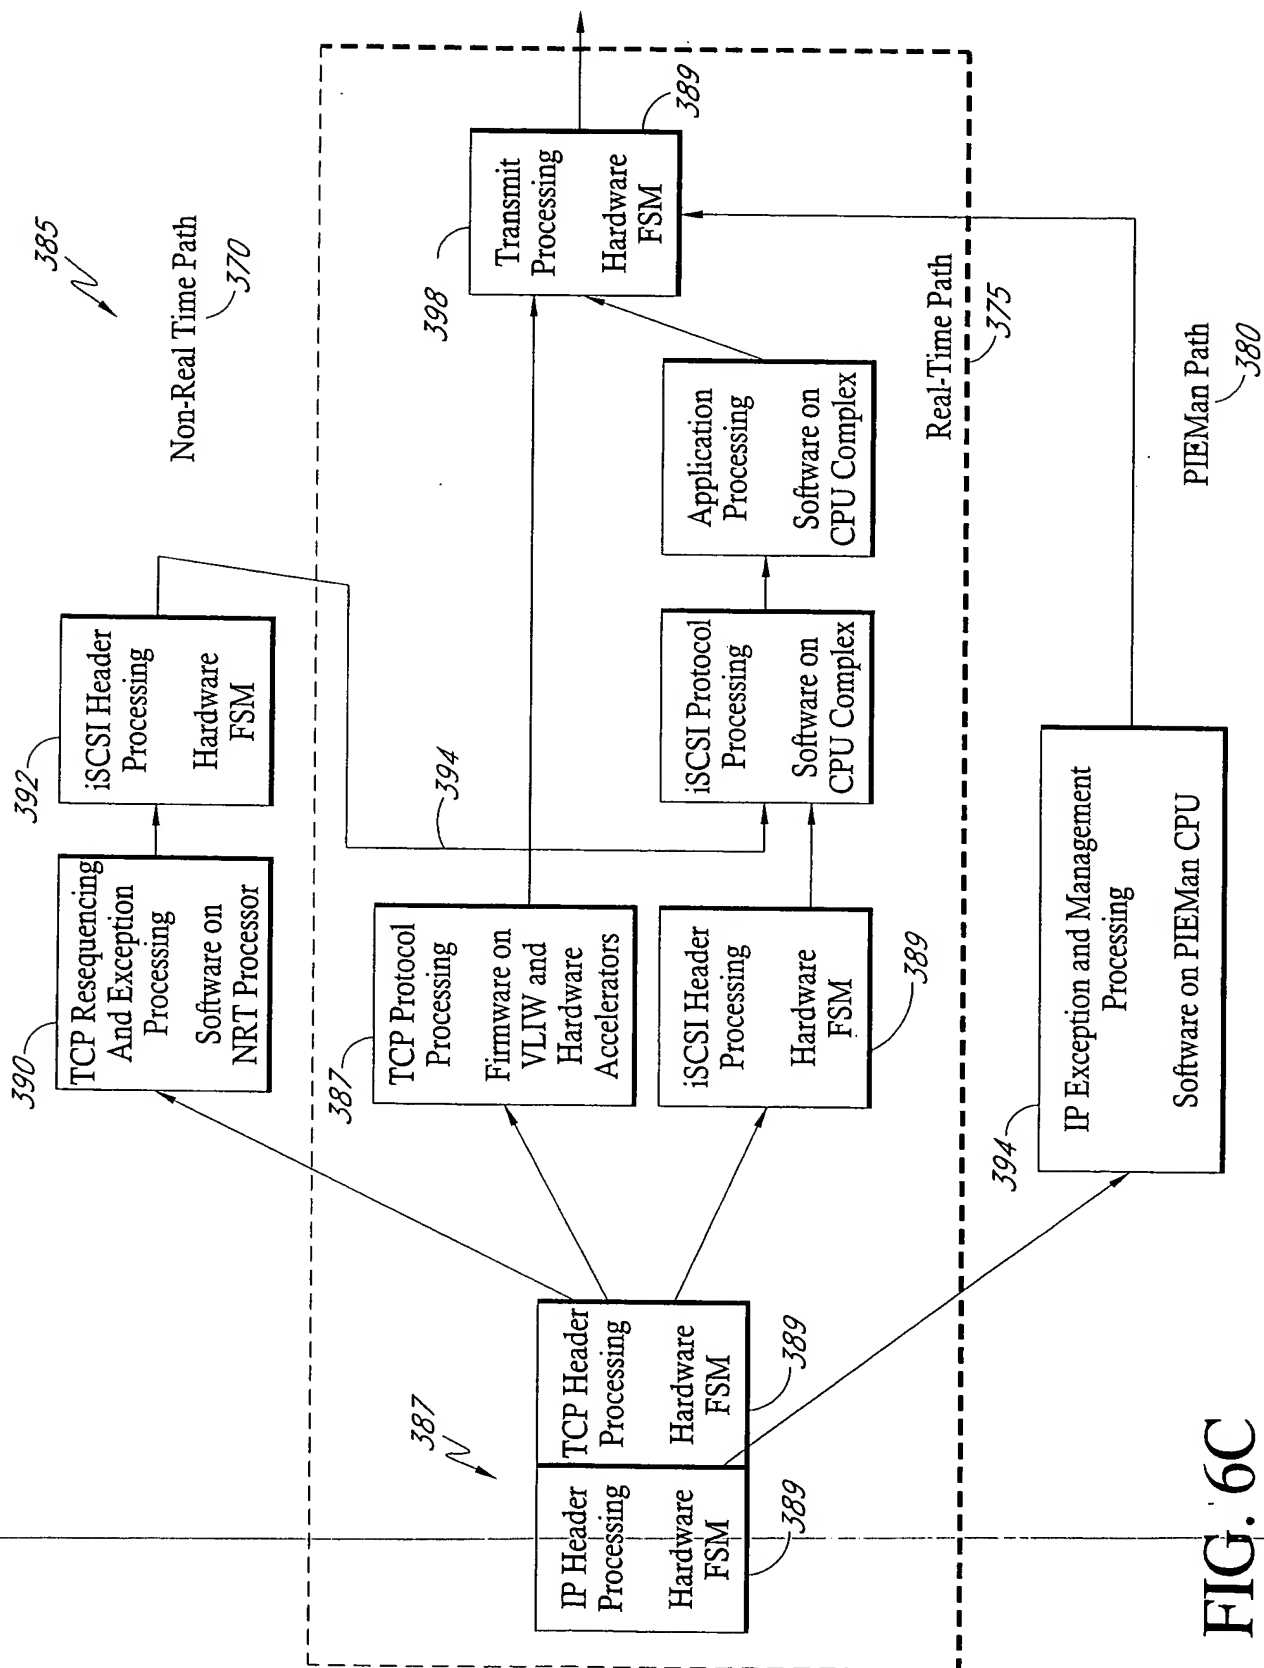 385
Non-Real Time Path
370
390
TCP Resequencing
And Exception
Processing
Software on
NRT Processor
392
iSCSI Header
Processing
Hardware
FSM
387
IP Header
Processing
Hardware
FSM
389
TCP Header
Processing
Hardware
FSM
389
387
TCP Protocol
Processing
Firmware on
VLIW and
Hardware
Accelerators
394
iSCSI Header
Processing
Hardware
FSM
389
iSCSI Protocol
Processing
Software on
CPU Complex
Application
Processing
Software on
CPU Complex
398
Transmit
Processing
Hardware
FSM
389
Real-Time Path
375
394
IP Exception and Management
Processing
Software on PIEMan CPU
PIEMan Path
380
FIG. 6C